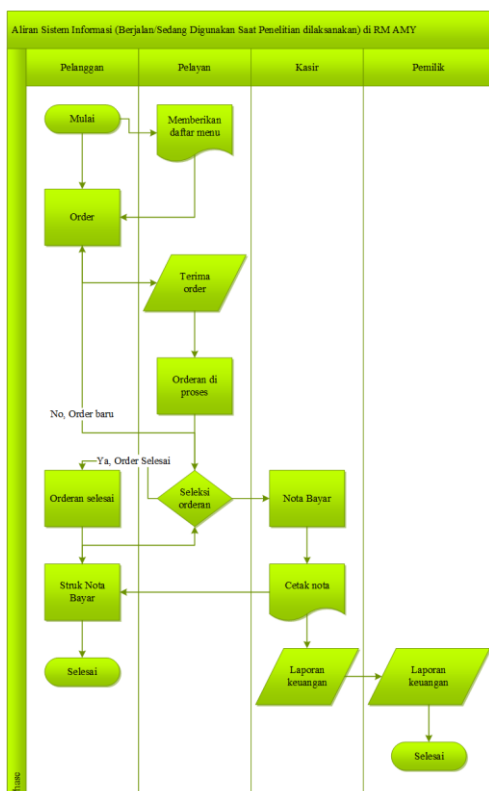 Aliran Sistem Informasi (Berjalan/Sedang Digunakan Saat Penelitian dilaksanakan) di RM AMY
Pelanggan
Pelayan
Kasir
Pemilik
Mulai
Memberikan
daftar menu
Order
Terima
order
Orderan di
proses
No, Order baru
Ya, Order Selesai
Orderan selesai
Seleksi
orderan
Nota Bayar
Struk Nota
Bayar
Cetak nota
Selesai
Laporan
keuangan
Laporan
keuangan
Selesai